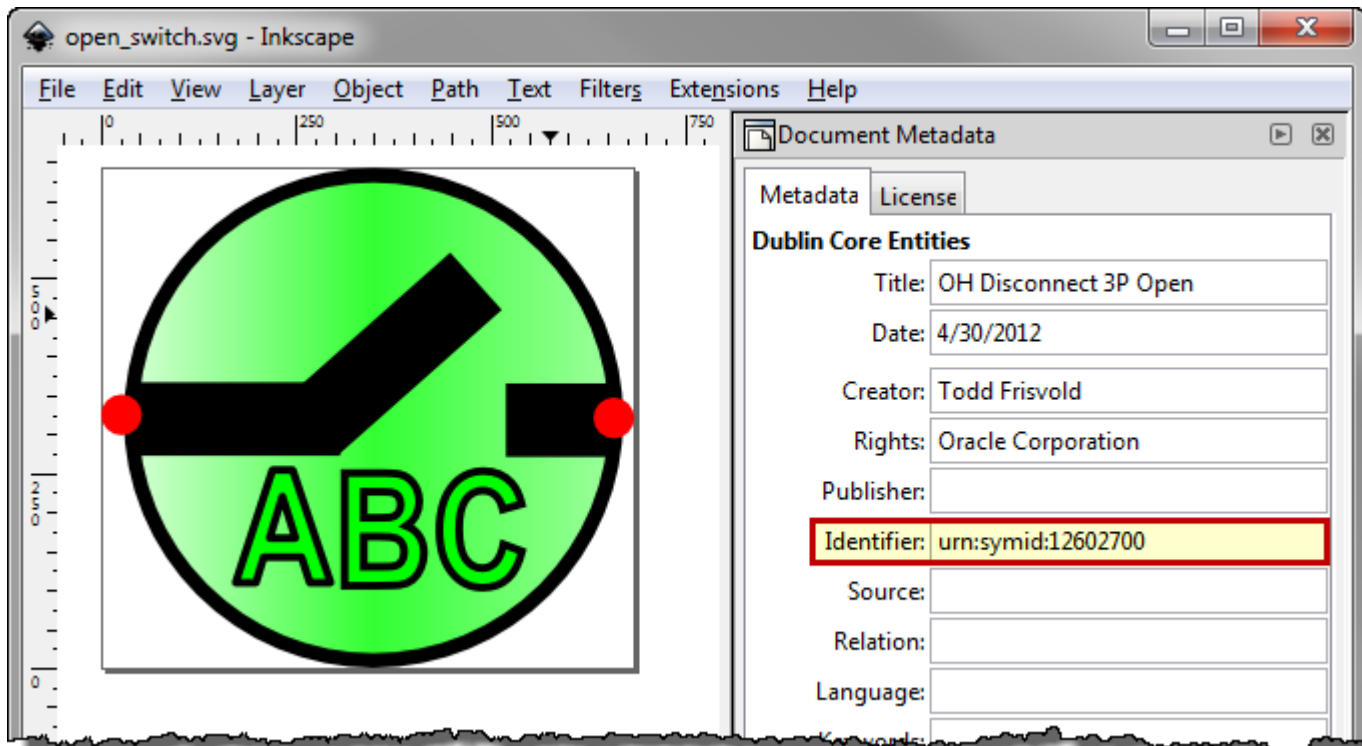 open_switch.svg - Inkscape
File Edit View Layer Object Path Text Filters Extensions Help
0 250 500 750
Document Metadata
Metadata License
Dublin Core Entities
Title: OH Disconnect 3P Open
Date: 4/30/2012
Creator: Todd Frisvold
Rights: Oracle Corporation
Publisher:
Identifier: urn:symid:12602700
Source:
Relation:
Language:
500
250
0
ABC